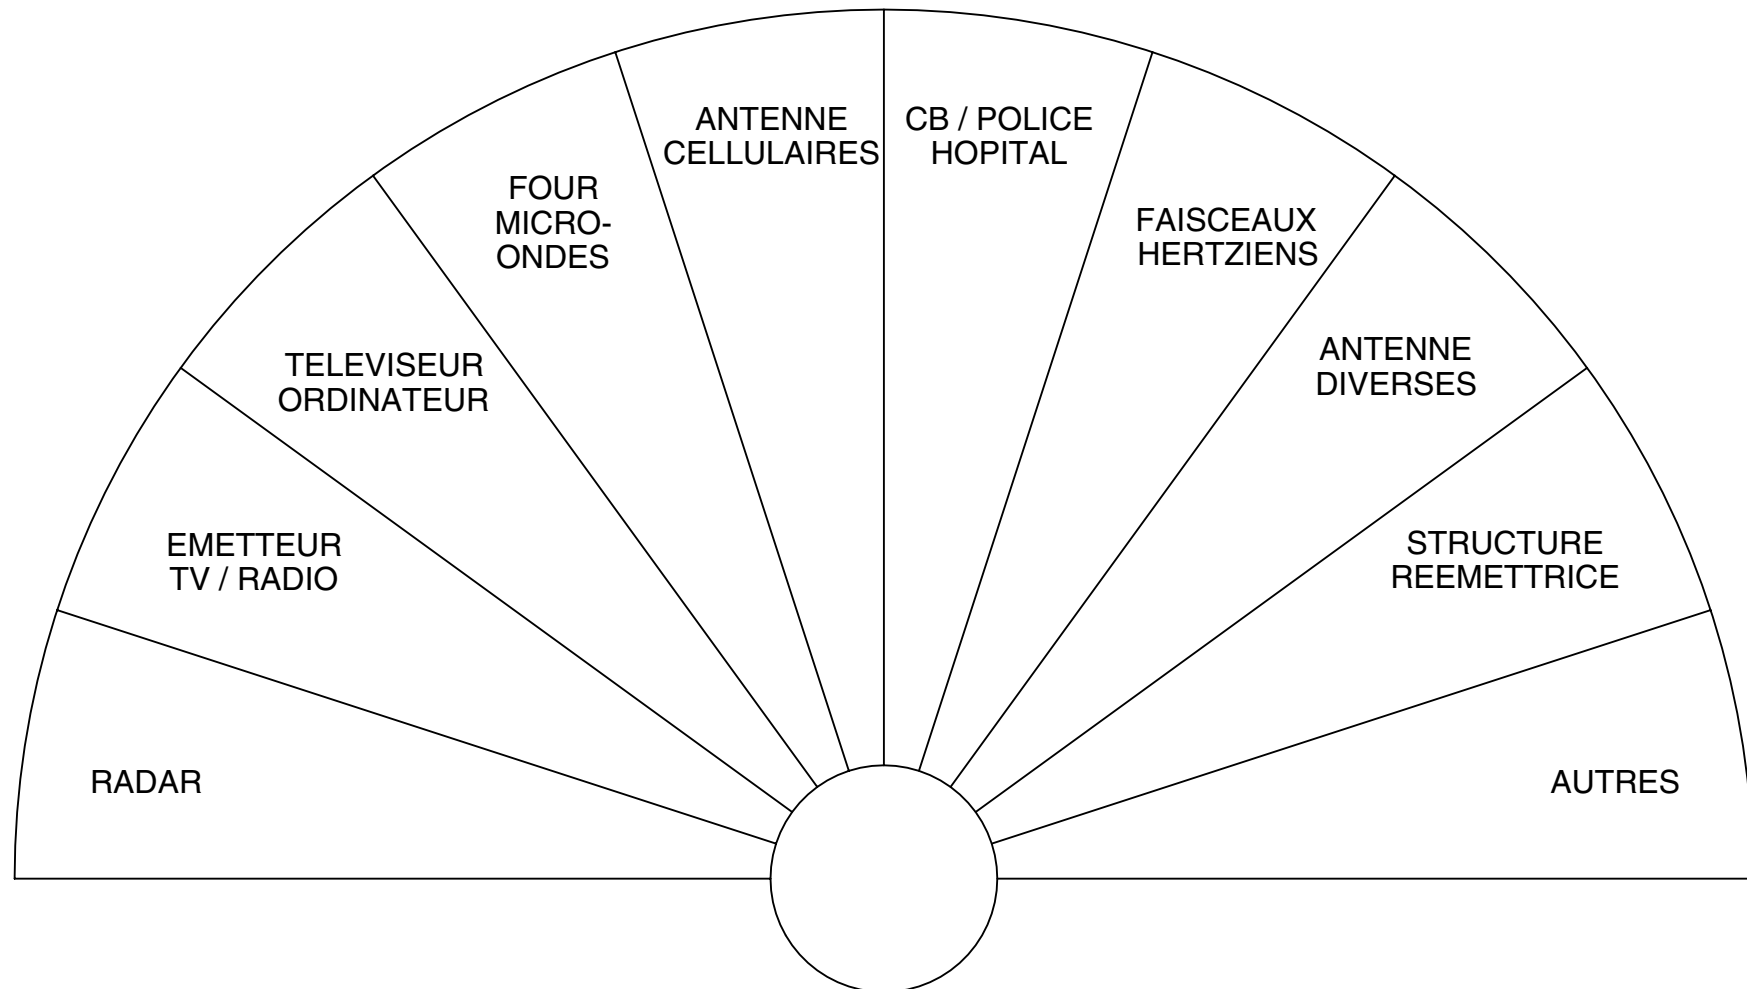 RADAR
EMETTEUR
TV / RADIO
TELEVISEUR
ORDINATEUR
FOUR
MICRO-
ONDES
ANTENNE
CELLULAIRES
CB / POLICE
HOPITAL
FAISCEAUX
HERTZIENS
ANTENNE
DIVERSES
STRUCTURE
REEMETTRICE
AUTRES